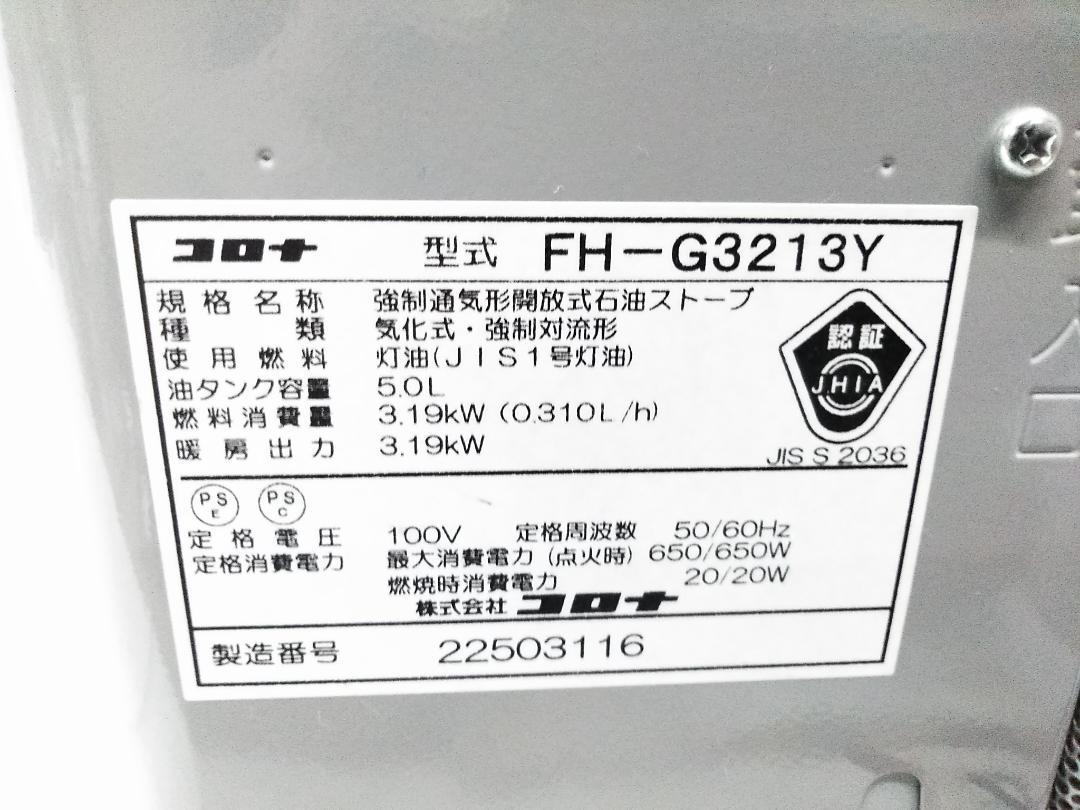 コロナ 型式 FH-G3213Y
規格名称 強制通気形開放式石油ストーブ
種類 気化式・強制対流形
使用燃料 灯油(JIS1号灯油)
油タンク容量 5.0L
燃料消費量 3.19kW (0.310L/h)
暖房出力 3.19kW
認証
JHIA
JIS S 2036
PS E PS C
定格電圧 100V 定格周波数 50/60Hz
定格消費電力 最大消費電力(点火時) 650/650W
燃焼時消費電力 20/20W
株式会社 コロナ
製造番号 22503116